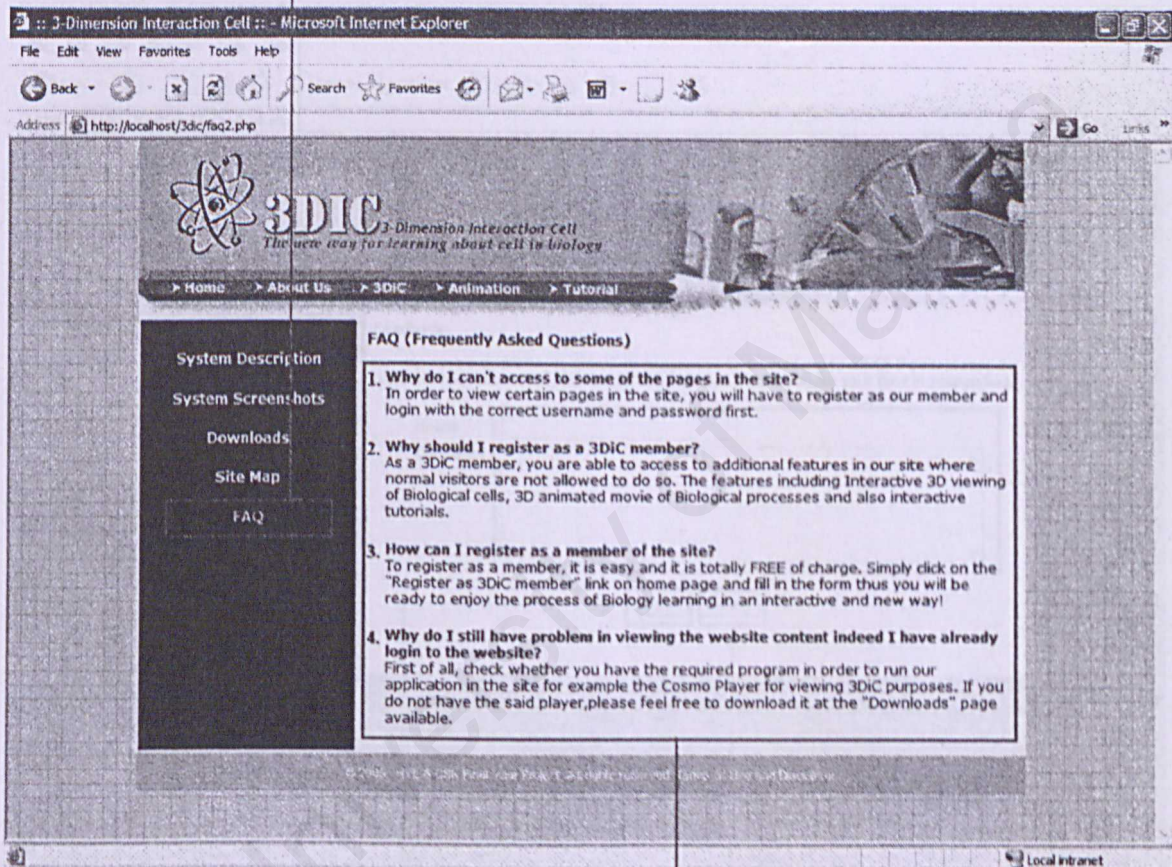 :: 3-Dimension Interaction Cell :: - Microsoft Internet Explorer
File Edit View Favorites Tools Help
Back Search Favorites
Address http://localhost/3dic/faq2.php Go Links
3DIC 3-Dimension Interaction Cell
The new way for learning about cell in biology
Home About Us 3DiC Animation Tutorial
System Description
System Screenshots
Downloads
Site Map
FAQ
FAQ (Frequently Asked Questions)
1. Why do I can't access to some of the pages in the site?
In order to view certain pages in the site, you will have to register as our member and
login with the correct username and password first.
2. Why should I register as a 3DiC member?
As a 3DiC member, you are able to access to additional features in our site where
normal visitors are not allowed to do so. The features including Interactive 3D viewing
of Biological cells, 3D animated movie of Biological processes and also interactive
tutorials.
3. How can I register as a member of the site?
To register as a member, it is easy and it is totally FREE of charge. Simply click on the
"Register as 3DiC member" link on home page and fill in the form thus you will be
ready to enjoy the process of Biology learning in an interactive and new way!
4. Why do I still have problem in viewing the website content indeed I have already
login to the website?
First of all, check whether you have the required program in order to run our
application in the site for example the Cosmo Player for viewing 3DiC purposes. If you
do not have the said player,please feel free to download it at the "Downloads" page
available.
Local intranet
University of Malaya